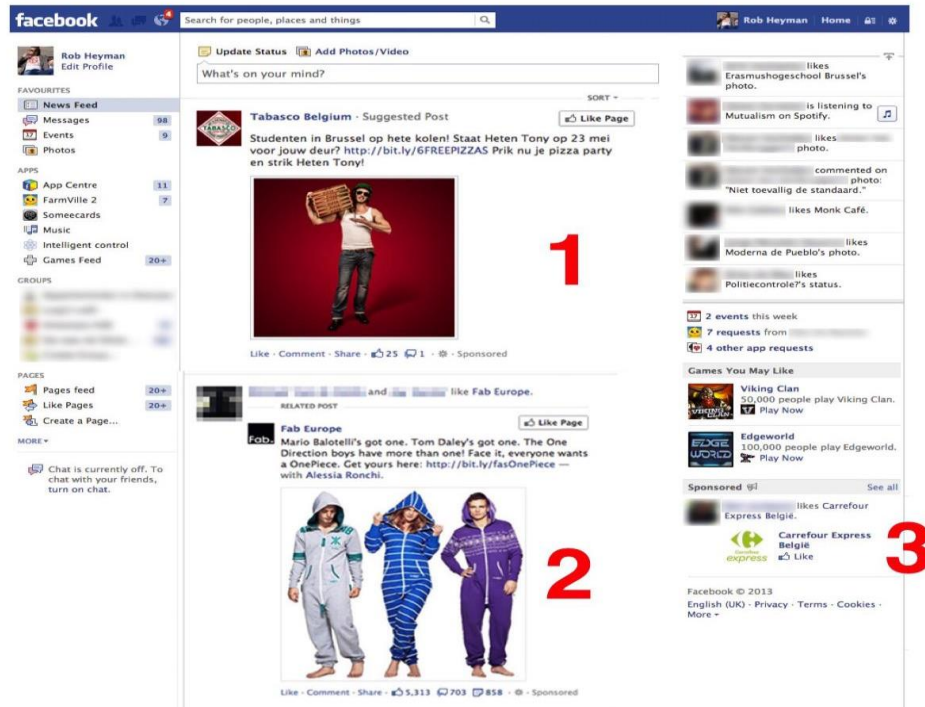 facebook
4
Search for people, places and things
Rob Heyman Home
Rob Heyman
Edit Profile
FAVOURITES
News Feed
Messages 98
Events 9
Photos
APPS
App Centre 11
FarmVille 2 7
Someecards
Music
Intelligent control
Games Feed 20+
GROUPS
PAGES
Pages feed 20+
Like Pages 20+
Create a Page...
MORE
Chat is currently off. To
chat with your friends,
turn on chat.
Update Status Add Photos/Video
What's on your mind?
SORT
Tabasco Belgium · Suggested Post
Like Page
TABASCO
Studenten in Brussel op hete kolen! Staat Heten Tony op 23 mei
voor jouw deur? http://bit.ly/6FREEPIZZAS Prik nu je pizza party
en strik Heten Tony!
1
Like · Comment · Share · 25 1 · Sponsored
and like Fab Europe.
RELATED POST
Fab Europe
Like Page
Fab.
Mario Balotelli's got one. Tom Daley's got one. The One
Direction boys have more than one! Face it, everyone wants
a OnePiece. Get yours here: http://bit.ly/fasOnePiece —
with Alessia Ronchi.
2
Like · Comment · Share · 5,313 703 858 · Sponsored
likes
Erasmushogeschool Brussel's
photo.
is listening to
Mutualism on Spotify.
likes
photo.
commented on
photo:
"Niet toevallig de standaard."
likes Monk Café.
likes
Moderna de Pueblo's photo.
likes
Politiecontrole?'s status.
2 events this week
7 requests from
4 other app requests
Games You May Like
VIKING
CLAN
Viking Clan
50,000 people play Viking Clan.
Play Now
EDGE
WORLD
Edgeworld
100,000 people play Edgeworld.
Play Now
Sponsored See all
likes Carrefour
Express Belgié.
Carrefour
express
Carrefour Express
Belgié
Like
3
Facebook © 2013
English (UK) · Privacy · Terms · Cookies ·
More